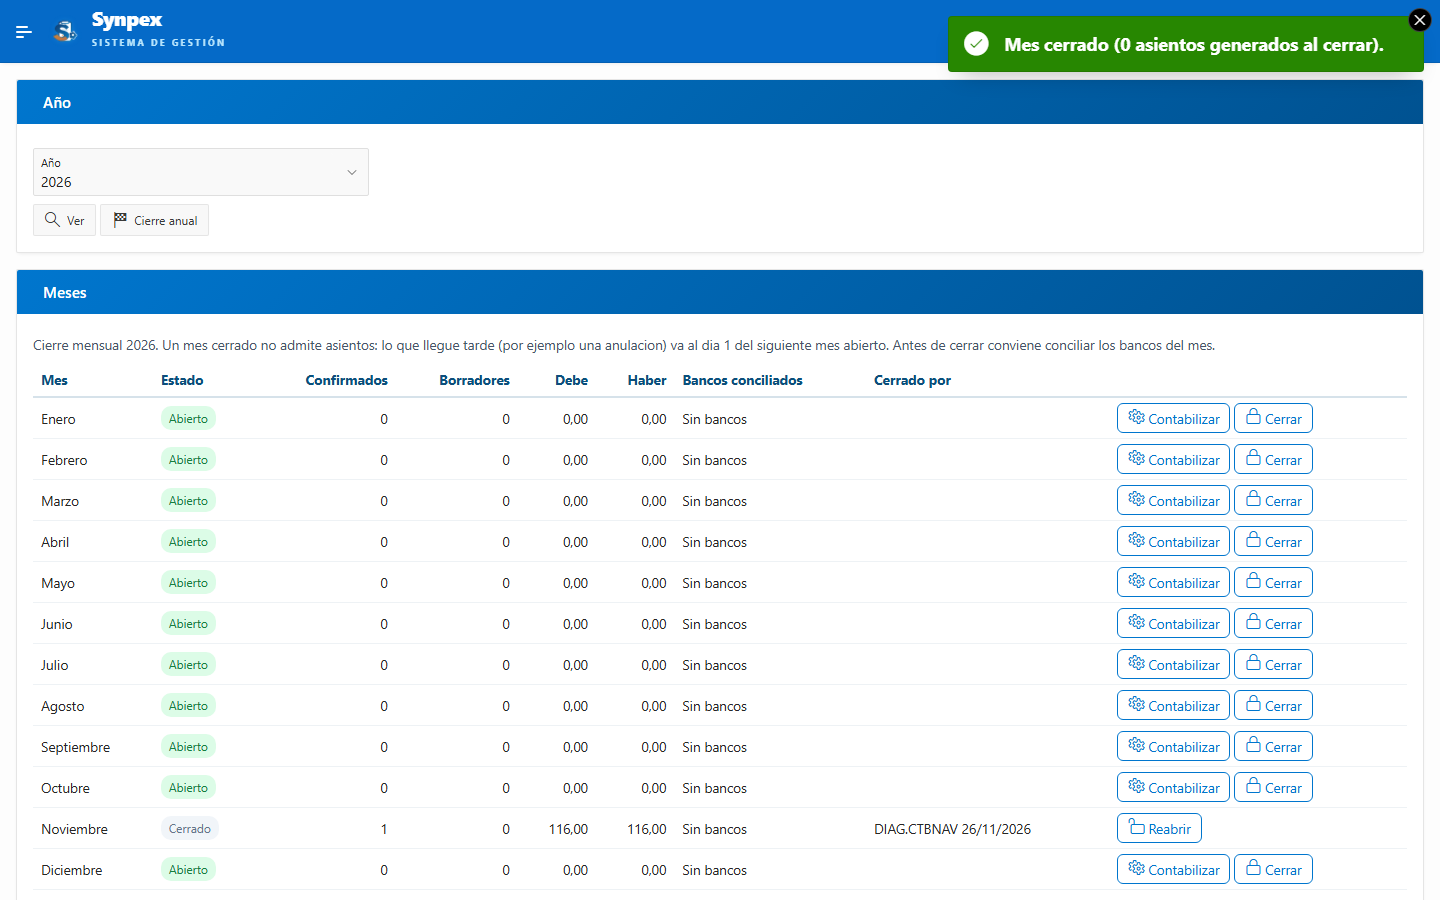 Synpex
SISTEMA DE GESTIÓN
Mes cerrado (0 asientos generados al cerrar).
Año
Año
2026
Ver
Cierre anual
Meses
Cierre mensual 2026. Un mes cerrado no admite asientos: lo que llegue tarde (por ejemplo una anulacion) va al dia 1 del siguiente mes abierto. Antes de cerrar conviene conciliar los bancos del mes.
Mes Estado Confirmados Borradores Debe Haber Bancos conciliados Cerrado por
Enero Abierto 0 0 0,00 0,00 Sin bancos Contabilizar Cerrar
Febrero Abierto 0 0 0,00 0,00 Sin bancos Contabilizar Cerrar
Marzo Abierto 0 0 0,00 0,00 Sin bancos Contabilizar Cerrar
Abril Abierto 0 0 0,00 0,00 Sin bancos Contabilizar Cerrar
Mayo Abierto 0 0 0,00 0,00 Sin bancos Contabilizar Cerrar
Junio Abierto 0 0 0,00 0,00 Sin bancos Contabilizar Cerrar
Julio Abierto 0 0 0,00 0,00 Sin bancos Contabilizar Cerrar
Agosto Abierto 0 0 0,00 0,00 Sin bancos Contabilizar Cerrar
Septiembre Abierto 0 0 0,00 0,00 Sin bancos Contabilizar Cerrar
Octubre Abierto 0 0 0,00 0,00 Sin bancos Contabilizar Cerrar
Noviembre Cerrado 1 0 116,00 116,00 Sin bancos DIAG.CTBNAV 26/11/2026 Reabrir
Diciembre Abierto 0 0 0,00 0,00 Sin bancos Contabilizar Cerrar